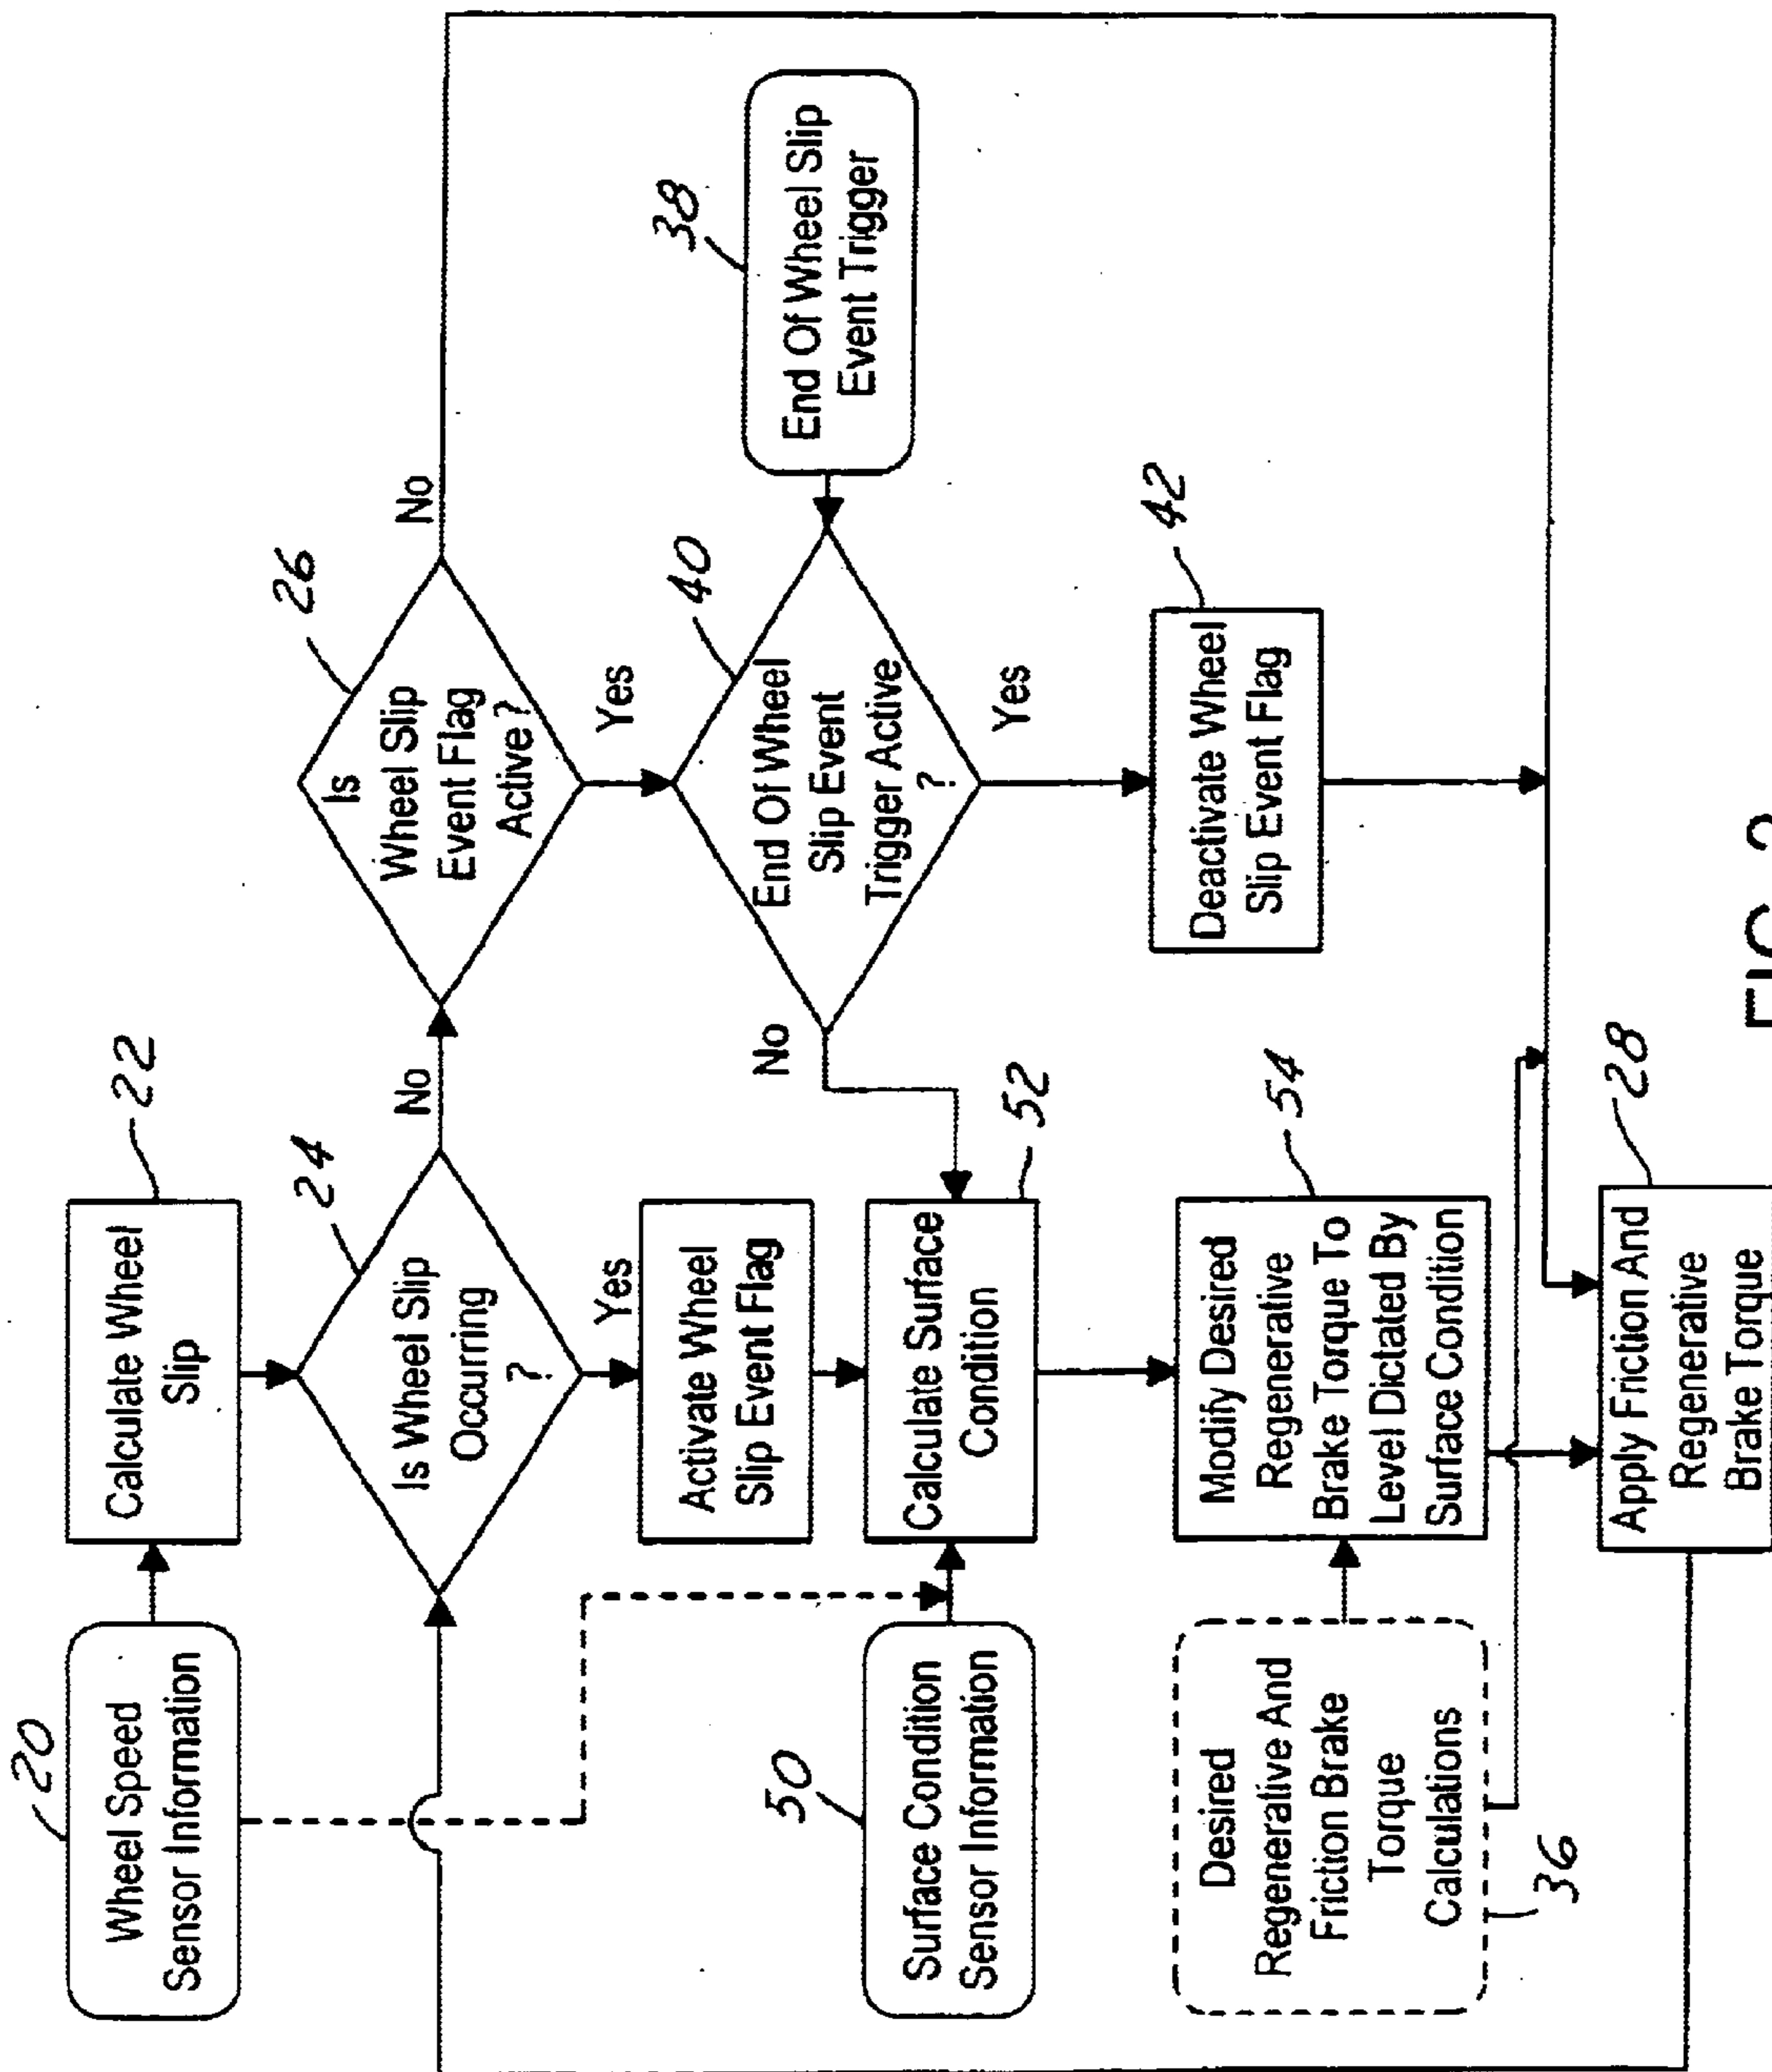 20
Wheel Speed
Sensor Information
22
Calculate Wheel
Slip
24
Is Wheel Slip
Occurring
?
No
Yes
26
Is
Wheel Slip
Event Flag
Active?
No
Yes
Activate Wheel
Slip Event Flag
38
End Of Wheel Slip
Event Trigger
40
End Of Wheel
Slip Event
Trigger Active
?
No
Yes
50
Surface Condition
Sensor Information
52
Calculate Surface
Condition
42
Deactivate Wheel
Slip Event Flag
Desired
Regenerative And
Friction Brake
Torque
Calculations
36
54
Modify Desired
Regenerative
Brake Torque To
Level Dictated By
Surface Condition
28
Apply Friction And
Regenerative
Brake Torque